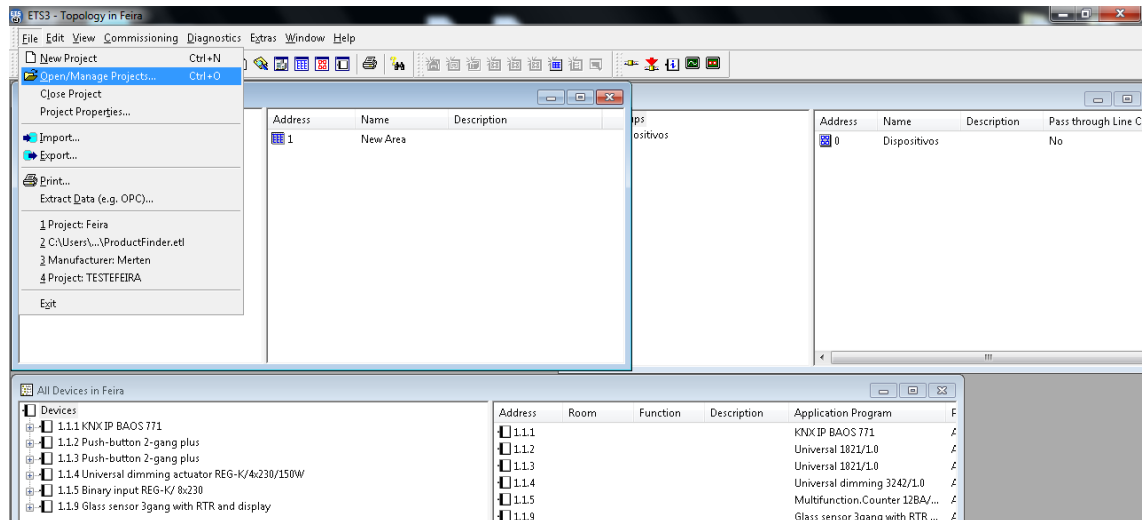 ETS3 - Topology in Feira
File Edit View Commissioning Diagnostics Extras Window Help
New Project Ctrl+N
Open/Manage Projects... Ctrl+O
Close Project
Project Properties...
Import...
Export...
Print...
Extract Data (e.g. OPC)...
1 Project: Feira
2 C:\Users\...\ProductFinder.etl
3 Manufacturer: Merten
4 Project: TESTEFEIRA
Exit
Address Name Description
1 New Area
ups
ositivos
Address Name Description Pass through Line C
0 Dispositivos No
All Devices in Feira
Devices
1.1.1 KNX IP BAOS 771
1.1.2 Push-button 2-gang plus
1.1.3 Push-button 2-gang plus
1.1.4 Universal dimming actuator REG-K/4x230/150W
1.1.5 Binary input REG-K/ 8x230
1.1.9 Glass sensor 3gang with RTR and display
Address Room Function Description Application Program
1.1.1 KNX IP BAOS 771
1.1.2 Universal 1821/1.0
1.1.3 Universal 1821/1.0
1.1.4 Universal dimming 3242/1.0
1.1.5 Multifunction.Counter 12BA/...
1.1.9 Glass sensor 3gang with RTR ...